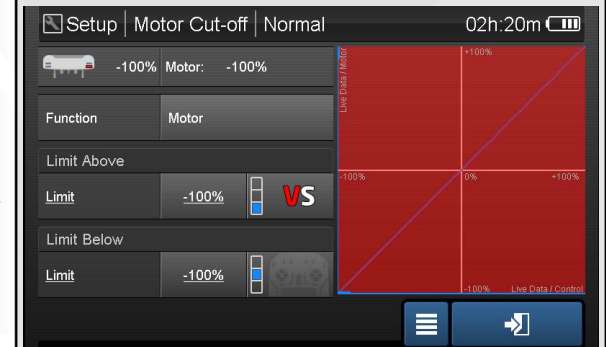 Setup | Motor Cut-off | Normal 02h:20m
-100% Motor: -100%
Function Motor
Limit Above
Limit -100% VS
Limit Below
Limit -100%
Live Data / Motor
+100%
-100% 0% +100%
-100% Live Data / Control